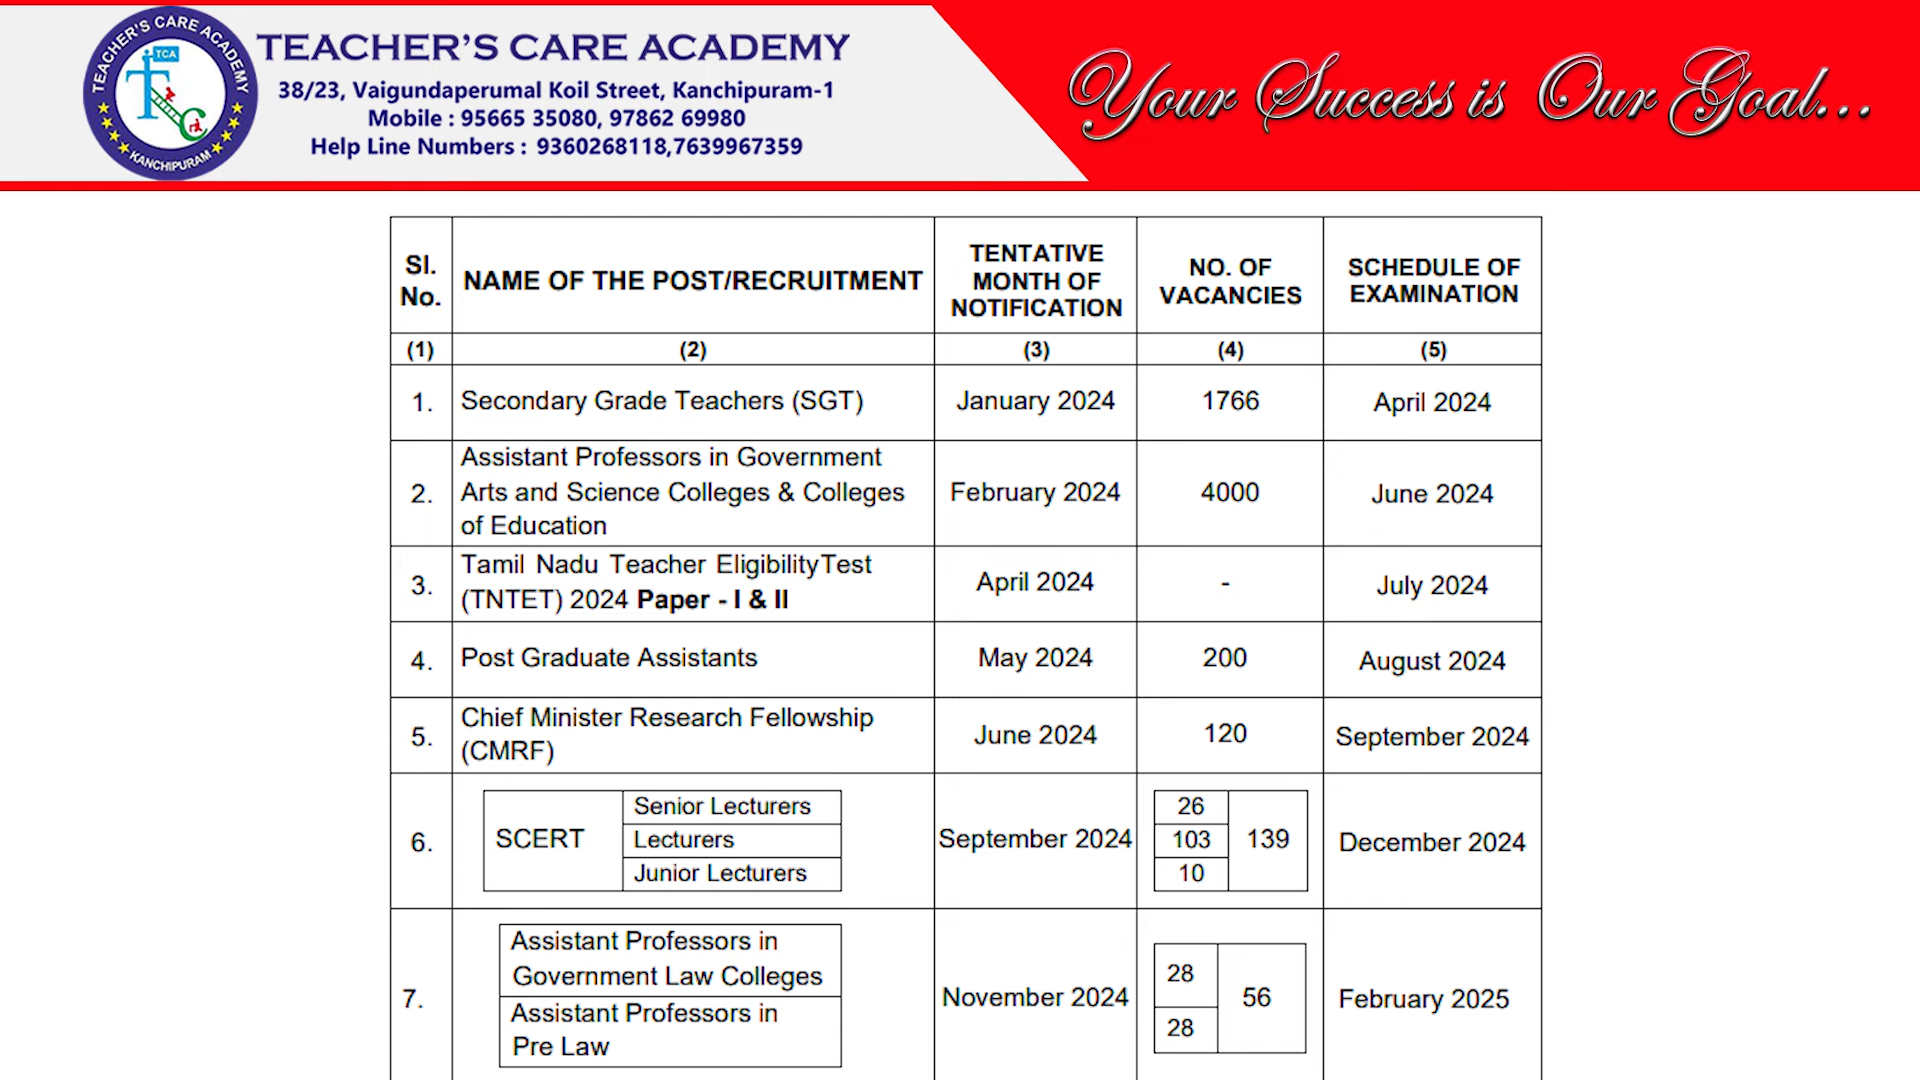 TEACHER'S CARE ACADEMY
KANCHIPURAM
TCA
TEACHER'S CARE ACADEMY
38/23, Vaigundaperumal Koil Street, Kanchipuram-1
Mobile : 95665 35080, 97862 69980
Help Line Numbers : 9360268118,7639967359
Your Success is Our Goal...
Sl. No.
NAME OF THE POST/RECRUITMENT
TENTATIVE
MONTH OF
NOTIFICATION
NO. OF
VACANCIES
SCHEDULE OF
EXAMINATION
(1) (2) (3) (4) (5)
1. Secondary Grade Teachers (SGT) January 2024 1766 April 2024
2. Assistant Professors in Government
Arts and Science Colleges & Colleges
of Education
February 2024 4000 June 2024
3. Tamil Nadu Teacher EligibilityTest
(TNTET) 2024 Paper - I & II
April 2024 - July 2024
4. Post Graduate Assistants May 2024 200 August 2024
5. Chief Minister Research Fellowship
(CMRF)
June 2024 120 September 2024
6. SCERT
Senior Lecturers
Lecturers
Junior Lecturers
September 2024
26
103
10
139
December 2024
7. Assistant Professors in
Government Law Colleges
Assistant Professors in
Pre Law
November 2024
28
28
56
February 2025